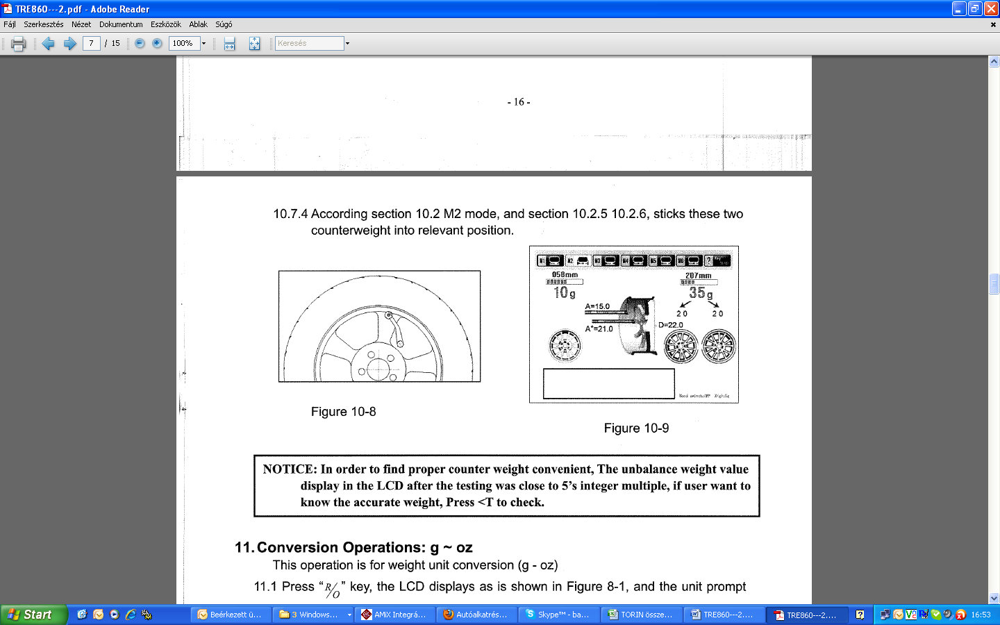 TRE860---2.pdf - Adobe Reader
Fájl Szerkesztés Nézet Dokumentum Eszközök Ablak Súgó
7 / 15 100% Keresés
- 16 -
10.7.4 According section 10.2 M2 mode, and section 10.2.5 10.2.6, sticks these two
counterweight into relevant position.
M1 M2 M3 M4 M5 M6 ?
058mm 207mm
10g 35g
A=15.0 20 20
A+=21.0 D=22.0
Figure 10-8
Figure 10-9
NOTICE: In order to find proper counter weight convenient, The unbalance weight value
display in the LCD after the testing was close to 5's integer multiple, if user want to
know the accurate weight, Press <T to check.
11. Conversion Operations: g ~ oz
This operation is for weight unit conversion (g - oz)
11.1 Press “R/O” key, the LCD displays as is shown in Figure 8-1, and the unit prompt
Start Beérkezett ü... 3 Windows... AMiX Integrá... Autóalkatrés... Skype™ - ba... TORIN össze... TRE860---2.... TRE860---2.... 16:53